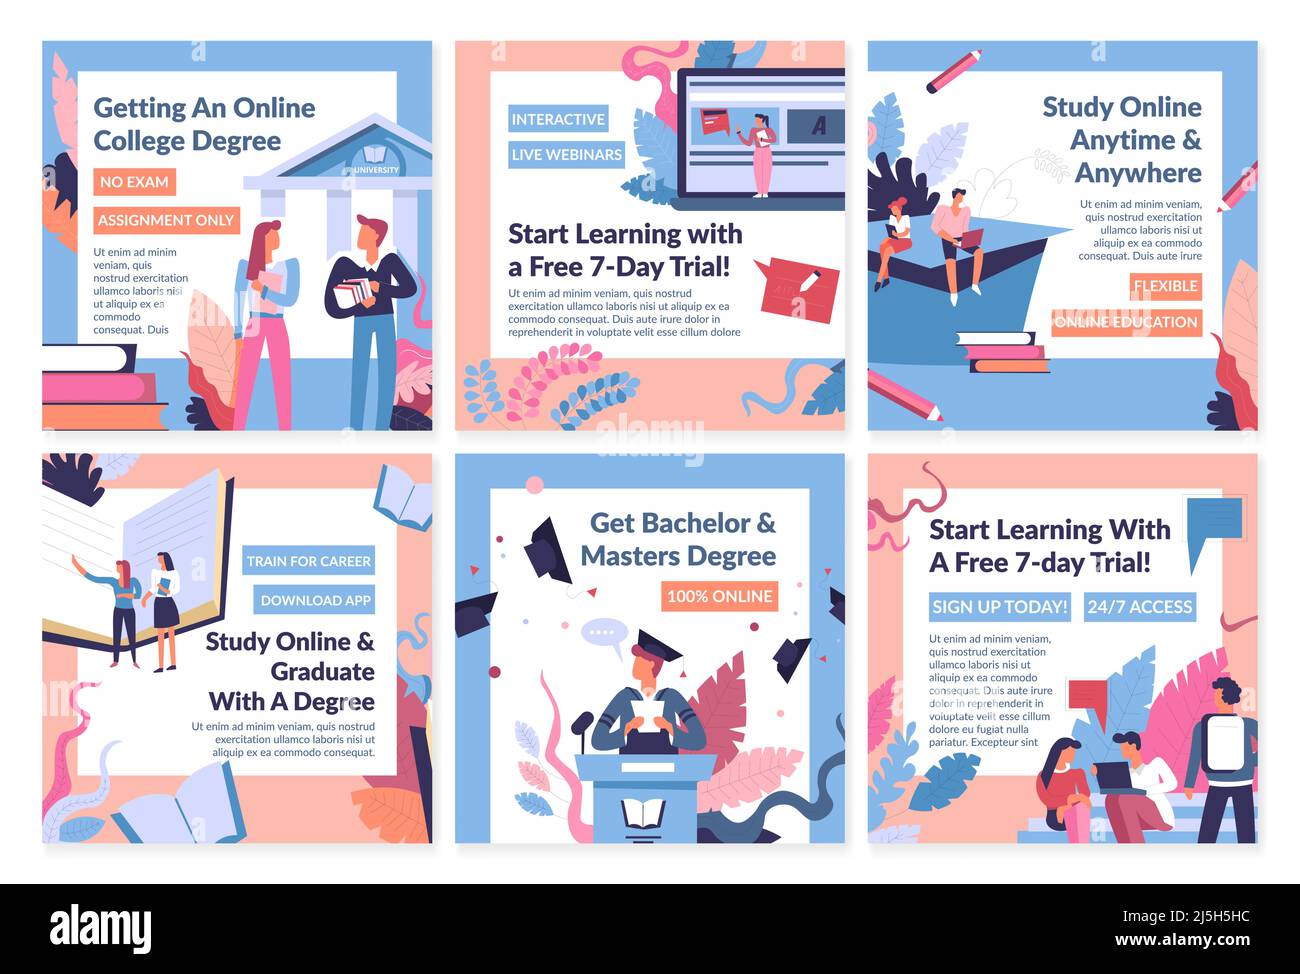 Getting An Online
College Degree
NO EXAM
ASSIGNMENT ONLY
Ut enim ad minim
veniam, quis
nostrud exercitation
ullamco laboris nisi
ut aliquip ex ea
commodo
consequat. Duis
UNIVERSITY
INTERACTIVE
LIVE WEBINARS
A
Start Learning with
a Free 7-Day Trial!
Ut enim ad minim veniam, quis nostrud
exercitation ullamco laboris nisi ut aliquip ex ea
commodo consequat. Duis aute irure dolor in
reprehenderit in voluptate velit esse cillum dolore
Study Online
Anytime &
Anywhere
Ut enim ad minim veniam,
quis nostrud exercitation
ullamco laboris nisi ut
aliquip ex ea commodo
consequat. Duis aute irure
FLEXIBLE
ONLINE EDUCATION
TRAIN FOR CAREER
DOWNLOAD APP
Study Online &
Graduate
With A Degree
Ut enim ad minim veniam, quis nostrud
exercitation ullamco laboris nisi ut
aliquip ex ea commodo consequat.
Get Bachelor &
Masters Degree
100% ONLINE
Start Learning With
A Free 7-day Trial!
SIGN UP TODAY!
24/7 ACCESS
Ut enim ad minim veniam,
quis nostrud exercitation
ullamco laboris nisi ut
aliquip ex ea commodo
consequat. Duis aute irure
dolor in reprehenderit in
voluptate velit esse cillum
dolore eu fugiat nulla
pariatur. Excepteur sint
alamy
Image ID: 2J5H5HC
www.alamy.com